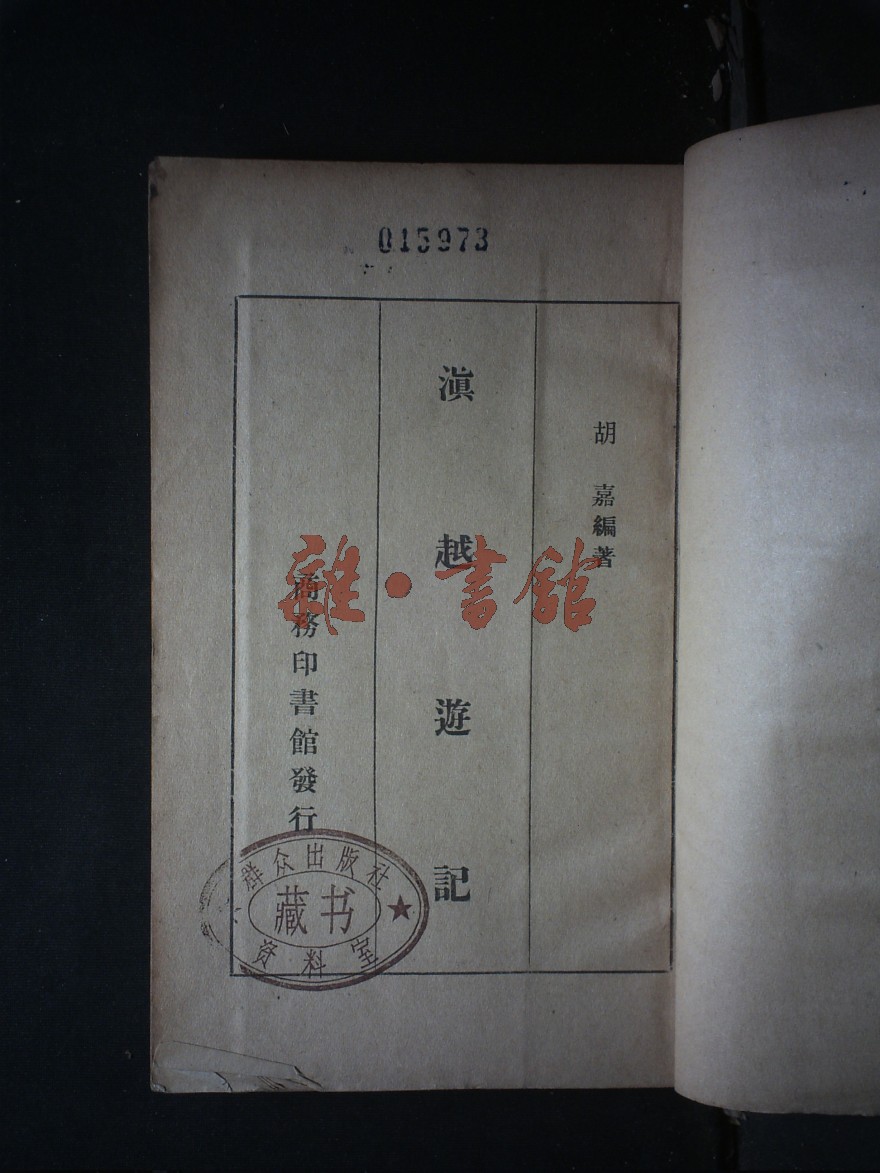 015973
胡嘉編著
滇越遊記
商務印書館發行
雜·書館
群众出版社
藏书
资料室